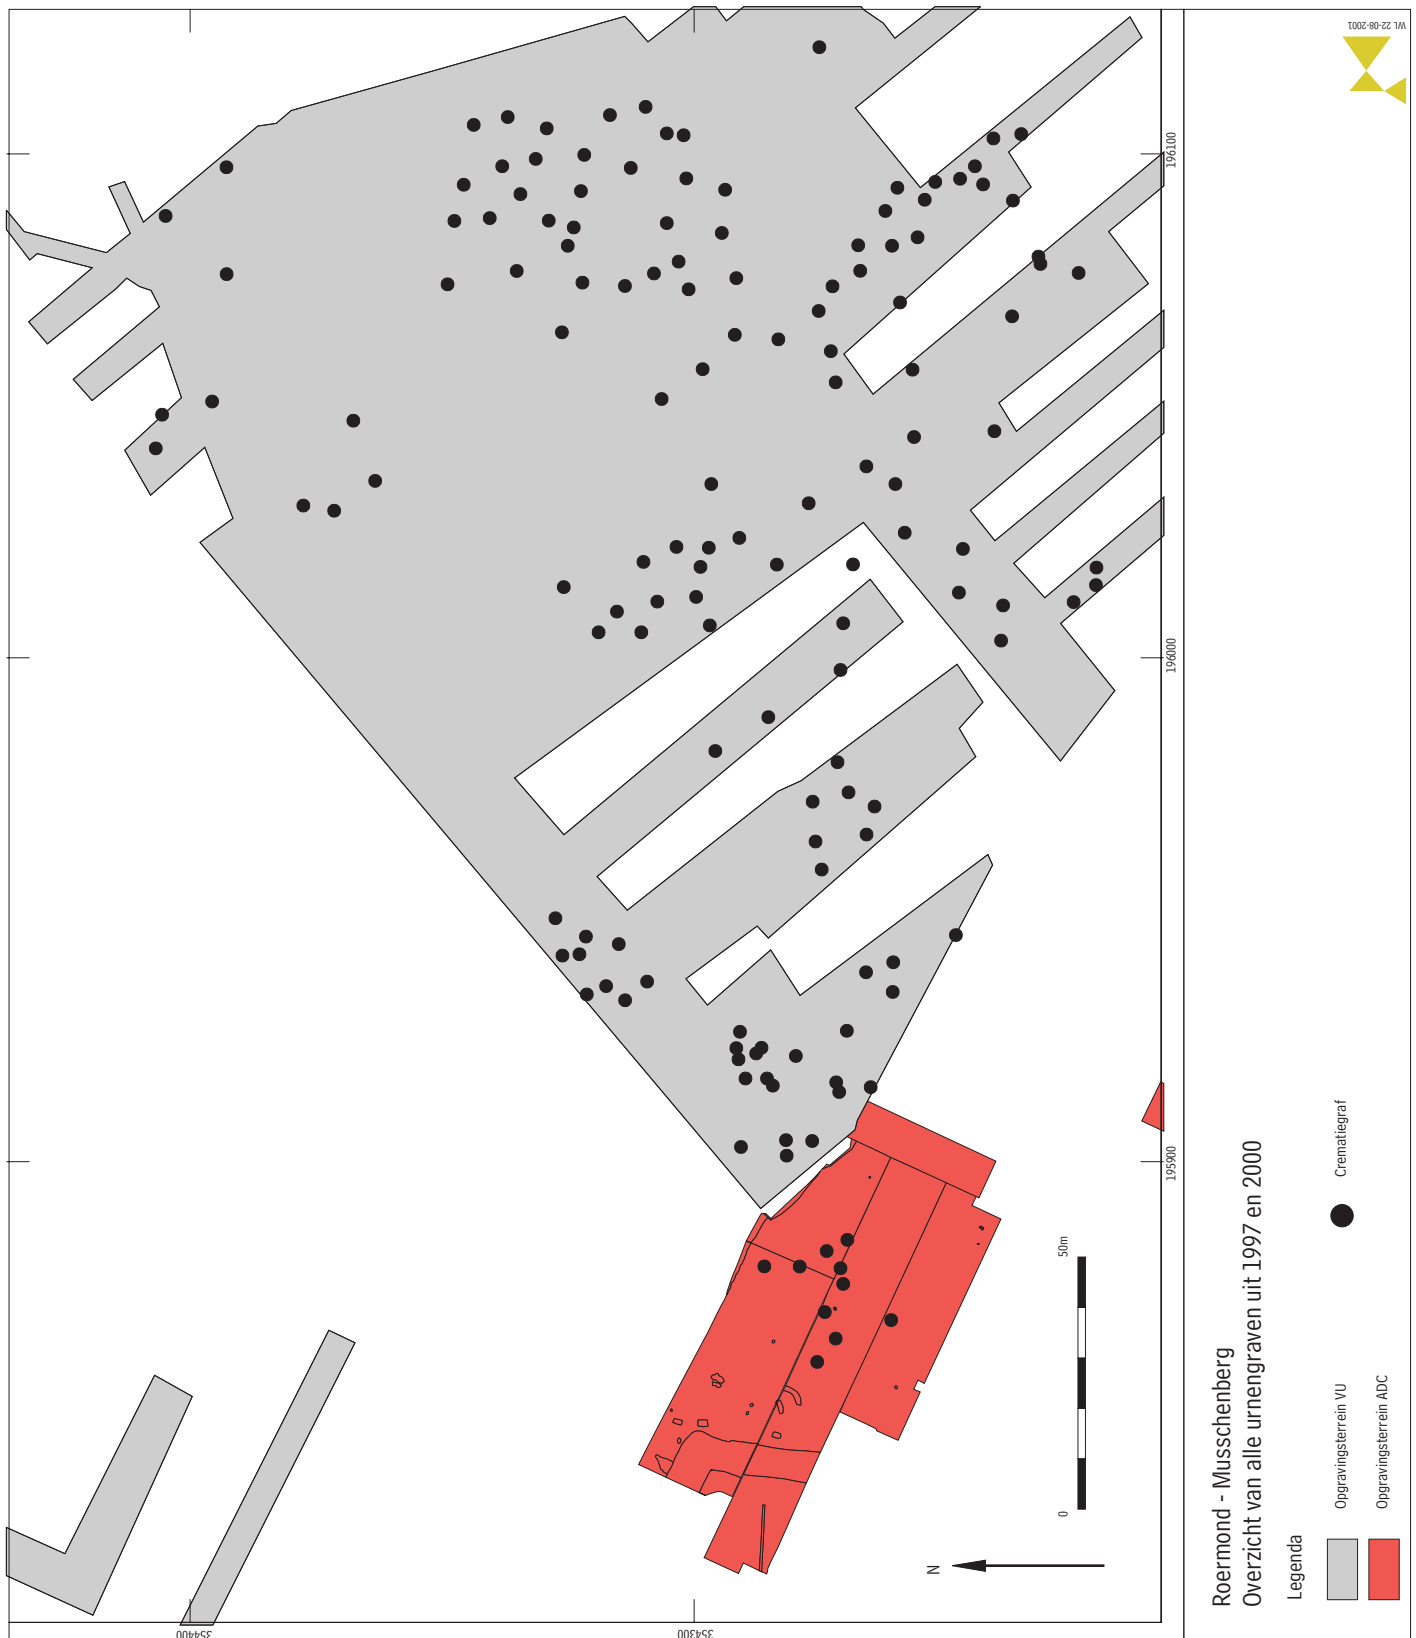 WL 22-08-2001
196100
196000
195900
354400
354300
50m
0
N
Roermond - Musschenberg
Overzicht van alle urnengraven uit 1997 en 2000
Legenda
Opgravingsterrein VU
Opgravingsterrein ADC
Crematiegraf